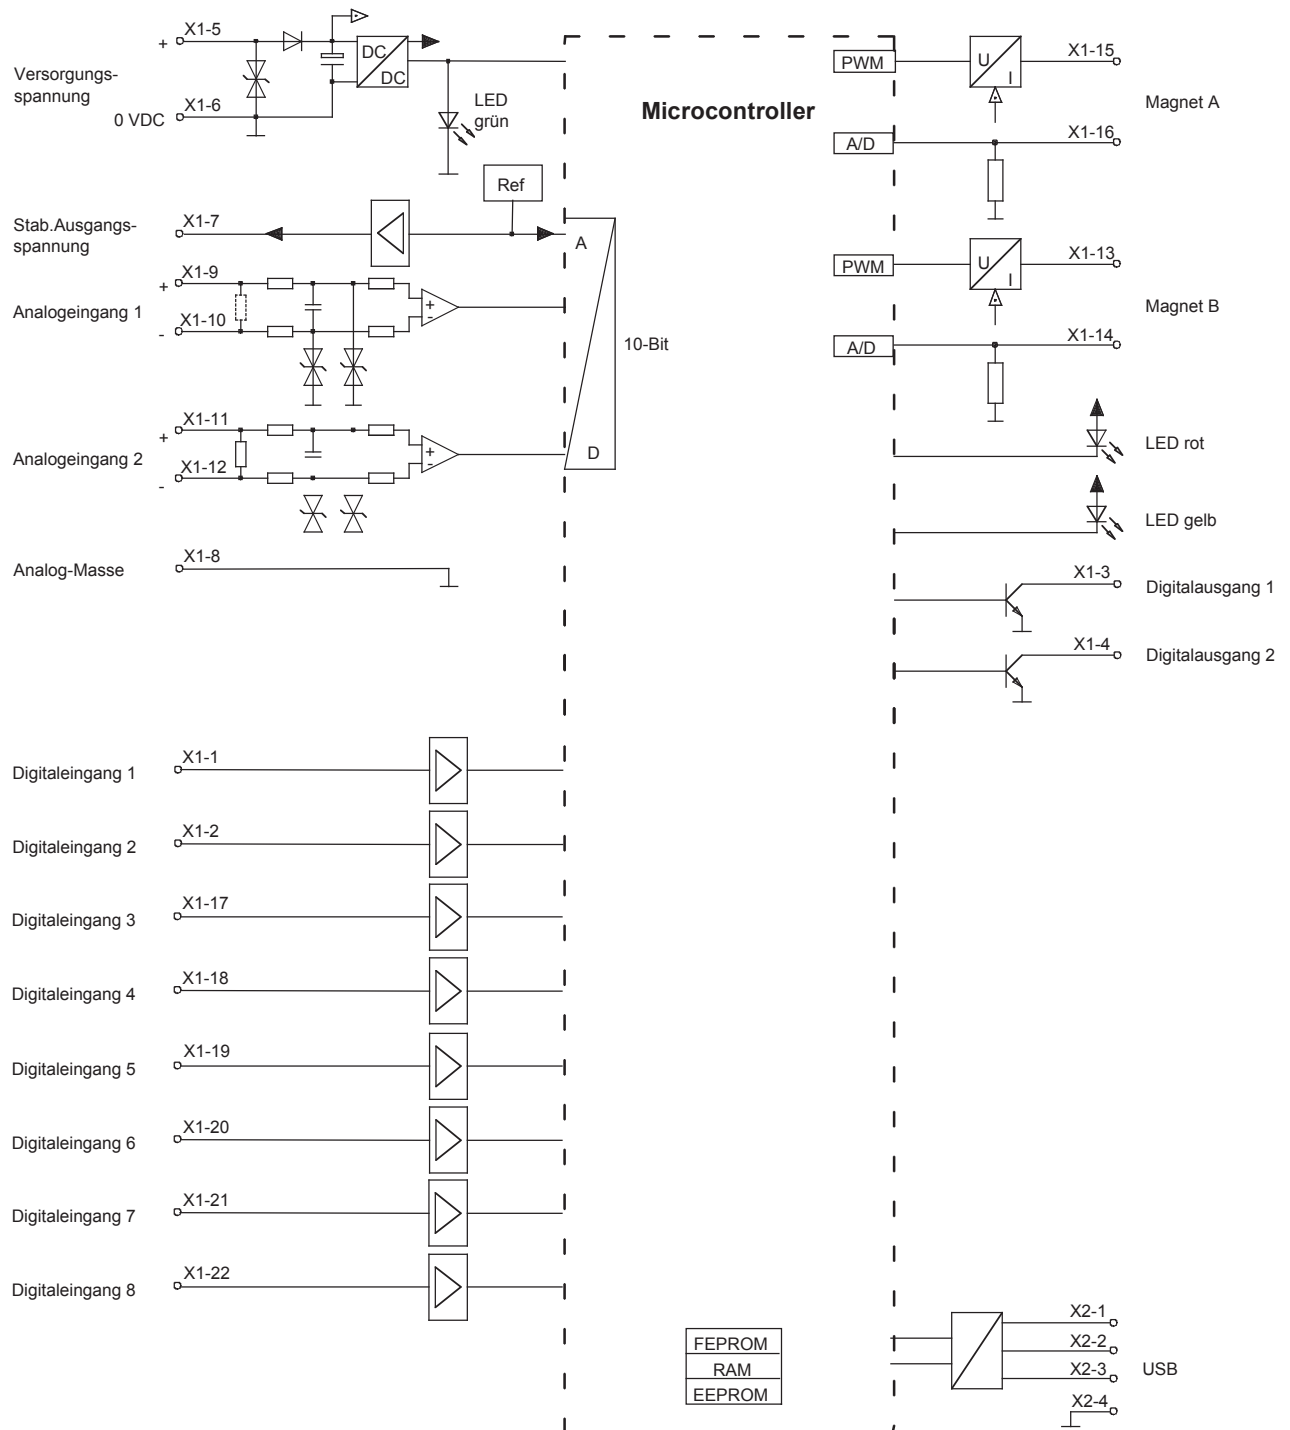 X1-5
+
Versorgungs-
spannung
X1-6
0 VDC
DC
DC
LED
grün
Ref
Stab.Ausgangs-
spannung
X1-7
X1-9
+
Analogeingang 1
X1-10
-
+
-
X1-11
+
Analogeingang 2
X1-12
-
+
-
Analog-Masse
X1-8
A
10-Bit
D
Microcontroller
PWM
U
I
X1-15
Magnet A
A/D
X1-16
PWM
U
I
X1-13
Magnet B
A/D
X1-14
LED rot
LED gelb
X1-3
Digitalausgang 1
X1-4
Digitalausgang 2
Digitaleingang 1
X1-1
Digitaleingang 2
X1-2
Digitaleingang 3
X1-17
Digitaleingang 4
X1-18
Digitaleingang 5
X1-19
Digitaleingang 6
X1-20
Digitaleingang 7
X1-21
Digitaleingang 8
X1-22
FEPROM
RAM
EEPROM
X2-1
X2-2
X2-3
USB
X2-4